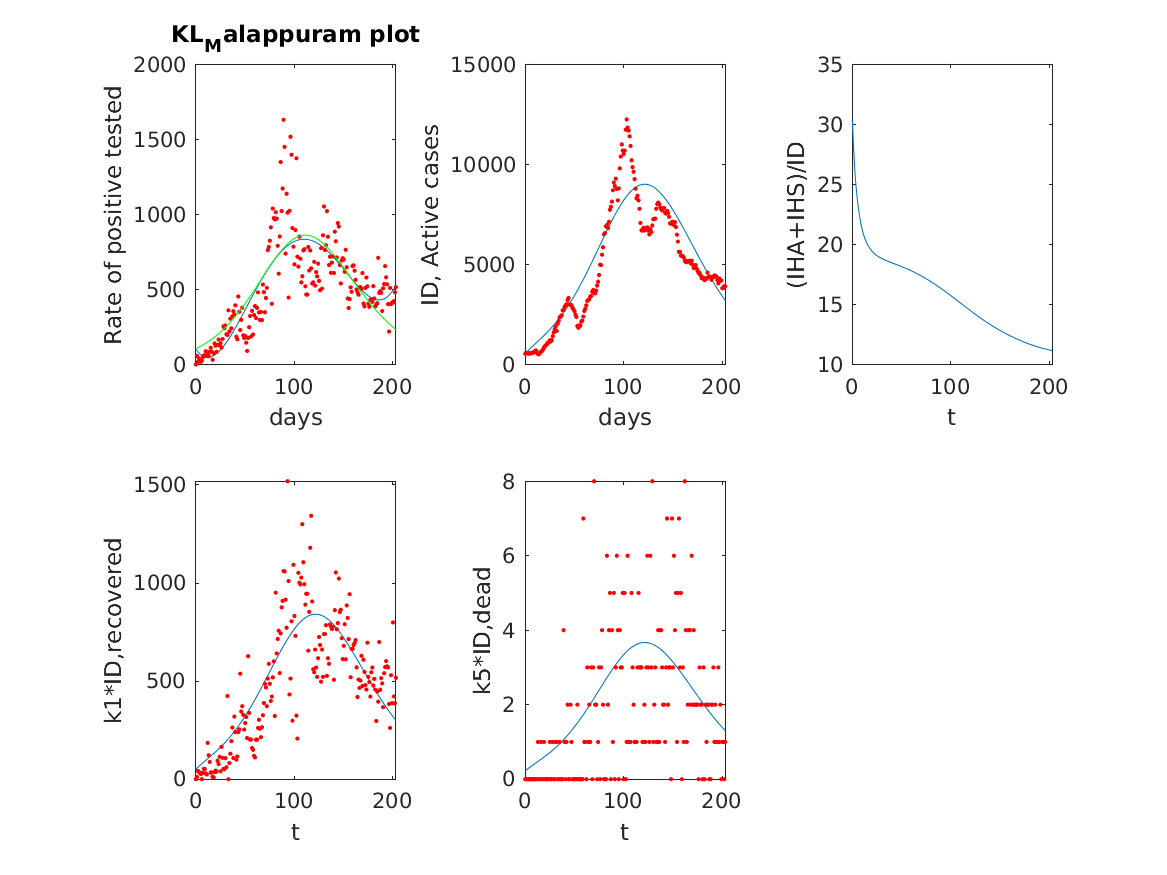 KL_Malappuram plot
Rate of positive tested
2000
1500
1000
500
0
0 100 200
days
ID, Active cases
15000
10000
5000
0
0 100 200
days
(IHA+IHS)/ID
35
30
25
20
15
10
0 100 200
t
k1*ID,recovered
1500
1000
500
0
0 100 200
t
k5*ID,dead
8
6
4
2
0
0 100 200
t